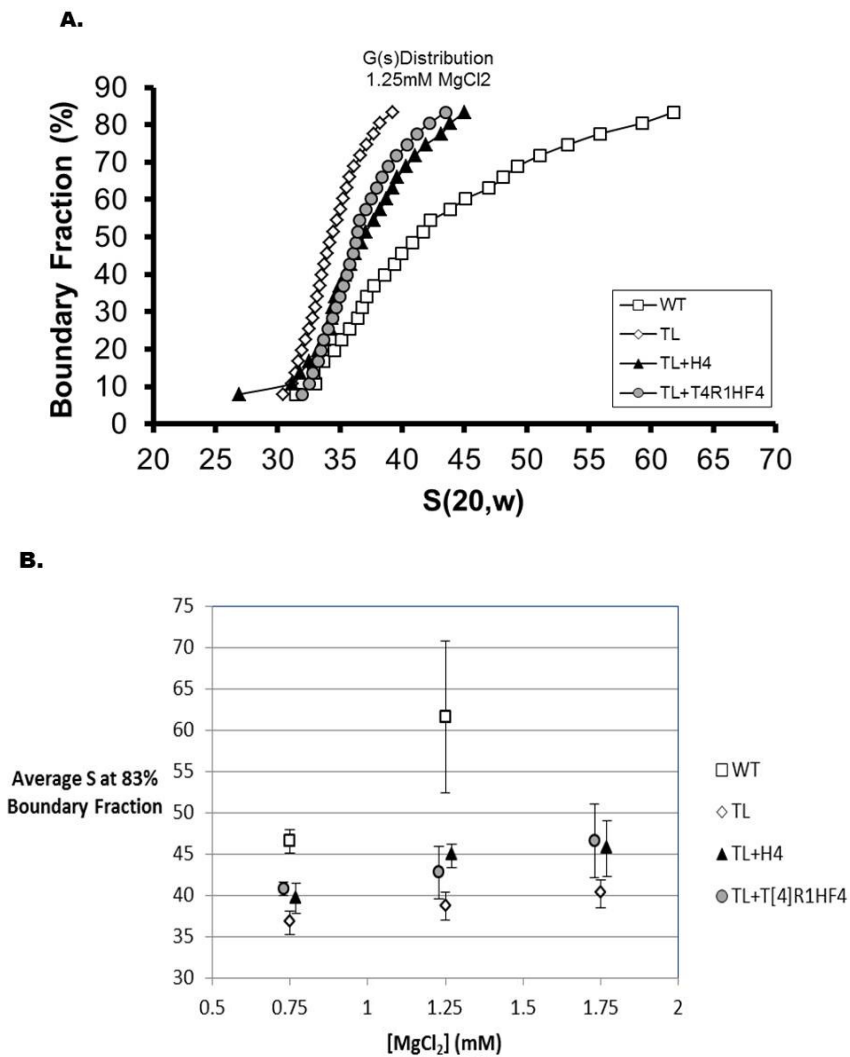 A.
G(s)Distribution
1.25mM MgCl2
Boundary Fraction (%)
90
80
70
60
50
40
30
20
10
0
WT
TL
TL+H4
TL+T4R1HF4
20 25 30 35 40 45 50 55 60 65 70
S(20,w)
B.
Average S at 83%
Boundary Fraction
75
70
65
60
55
50
45
40
35
30
WT
TL
TL+H4
TL+T[4]R1HF4
0.5 0.75 1 1.25 1.5 1.75 2
[MgCl₂] (mM)